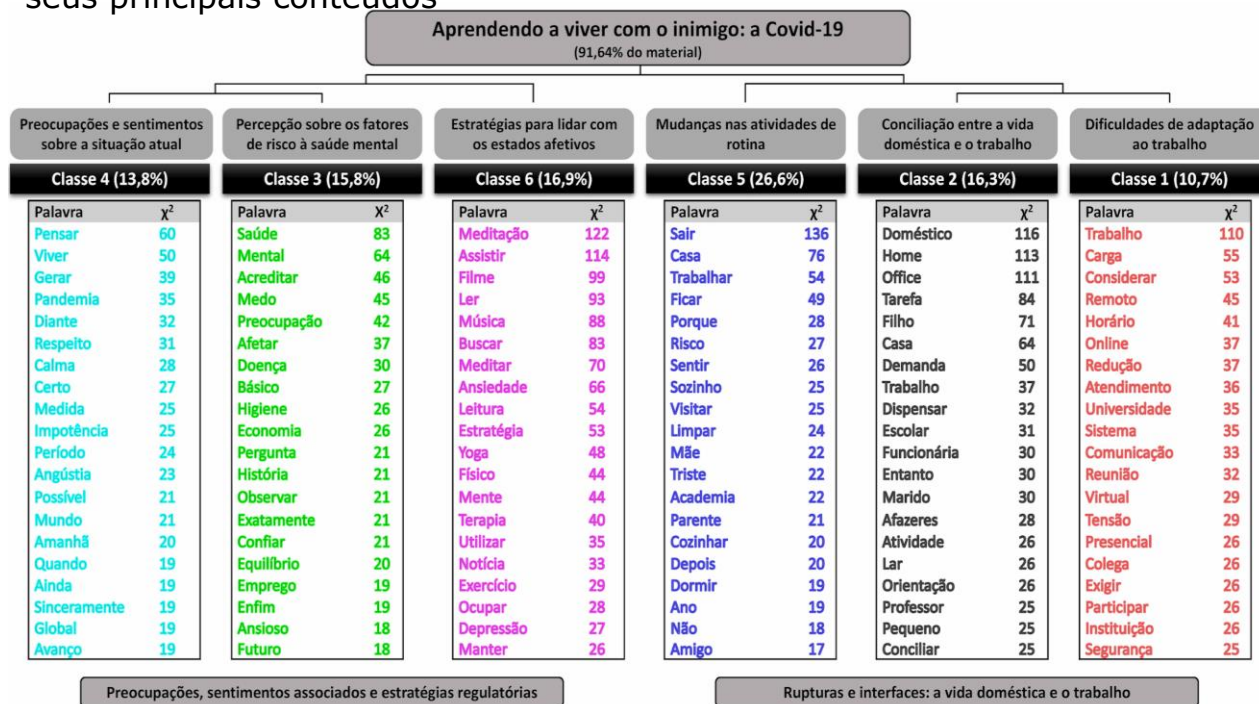 seus principais conteúdos
Aprendendo a viver com o inimigo: a Covid-19
(91,64% do material)
Preocupações e sentimentos
sobre a situação atual
Classe 4 (13,8%)
Palavra χ²
Pensar 60
Viver 50
Gerar 39
Pandemia 35
Diante 32
Respeito 31
Calma 28
Certo 27
Medida 25
Impotência 25
Período 24
Angústia 23
Possível 21
Mundo 21
Amanhã 20
Quando 19
Ainda 19
Sinceramente 19
Global 19
Avanço 19
Percepção sobre os fatores
de risco à saúde mental
Classe 3 (15,8%)
Palavra X²
Saúde 83
Mental 64
Acreditar 46
Medo 45
Preocupação 42
Afetar 37
Doença 30
Básico 27
Higiene 26
Economia 26
Pergunta 21
História 21
Observar 21
Exatamente 21
Confiar 21
Equilíbrio 20
Emprego 19
Enfim 19
Ansioso 18
Futuro 18
Estratégias para lidar com
os estados afetivos
Classe 6 (16,9%)
Palavra χ²
Meditação 122
Assistir 114
Filme 99
Ler 93
Música 88
Buscar 83
Meditar 70
Ansiedade 66
Leitura 54
Estratégia 53
Yoga 48
Físico 44
Mente 44
Terapia 40
Utilizar 35
Notícia 33
Exercício 29
Ocupar 28
Depressão 27
Manter 26
Mudanças nas atividades de
rotina
Classe 5 (26,6%)
Palavra χ²
Sair 136
Casa 76
Trabalhar 54
Ficar 49
Porque 28
Risco 27
Sentir 26
Sozinho 25
Visitar 25
Limpar 24
Mãe 22
Triste 22
Academia 22
Parente 21
Cozinhar 20
Depois 20
Dormir 19
Ano 19
Não 18
Amigo 17
Conciliação entre a vida
doméstica e o trabalho
Classe 2 (16,3%)
Palavra χ²
Doméstico 116
Home 113
Office 111
Tarefa 84
Filho 71
Casa 64
Demanda 50
Trabalho 37
Dispensar 32
Escolar 31
Funcionária 30
Entanto 30
Marido 30
Afazeres 28
Atividade 26
Lar 26
Orientação 26
Professor 25
Pequeno 25
Conciliar 25
Dificuldades de adaptação
ao trabalho
Classe 1 (10,7%)
Palavra χ²
Trabalho 110
Carga 55
Considerar 53
Remoto 45
Horário 41
Online 37
Redução 37
Atendimento 36
Universidade 35
Sistema 35
Comunicação 33
Reunião 32
Virtual 29
Tensão 29
Presencial 26
Colega 26
Exigir 26
Participar 26
Instituição 26
Segurança 25
Preocupações, sentimentos associados e estratégias regulatórias
Rupturas e interfaces: a vida doméstica e o trabalho